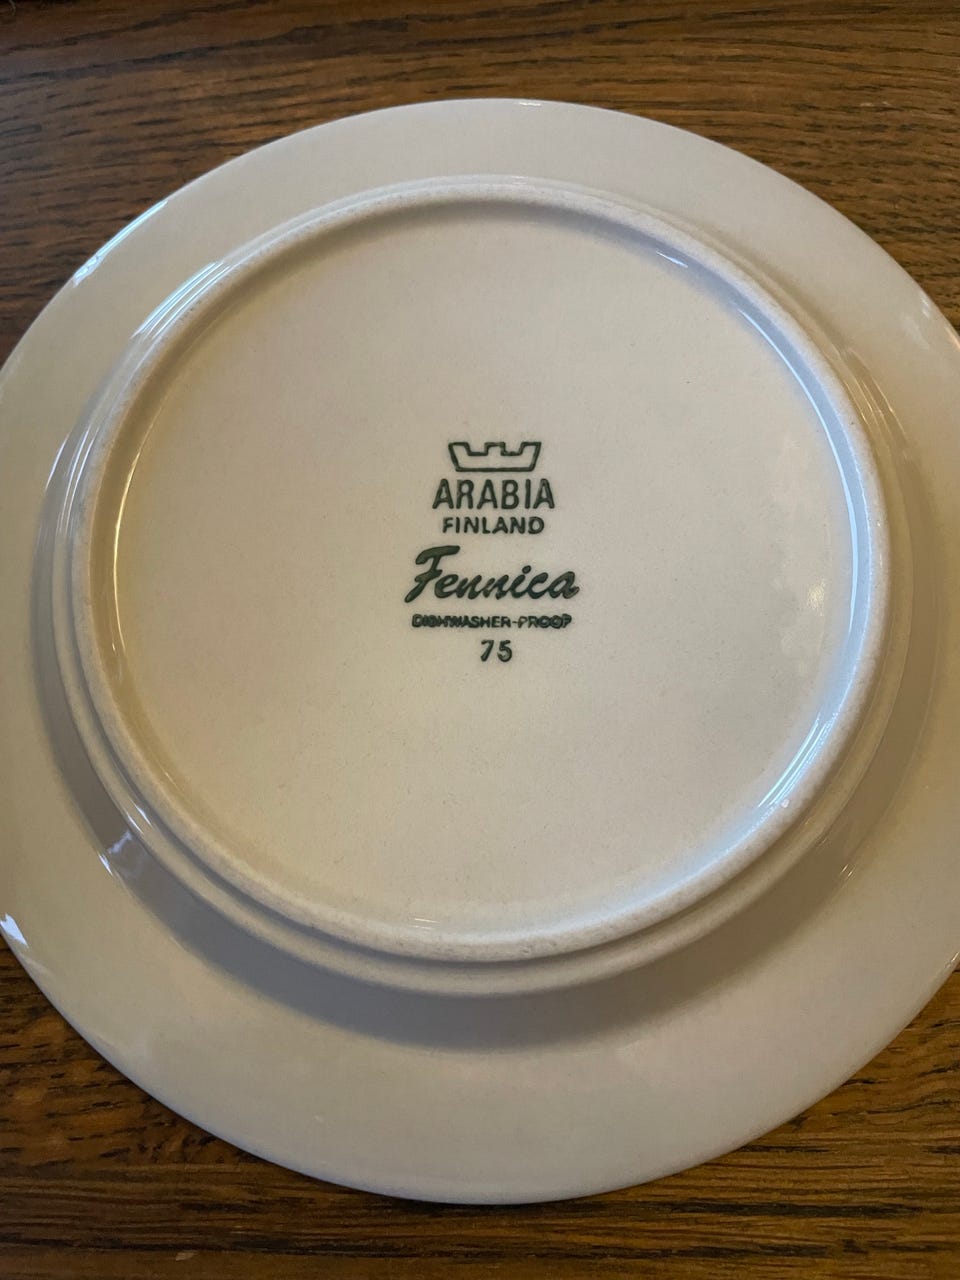 ARABIA
FINLAND
Fennica
DISHWASHER-PROOF
75